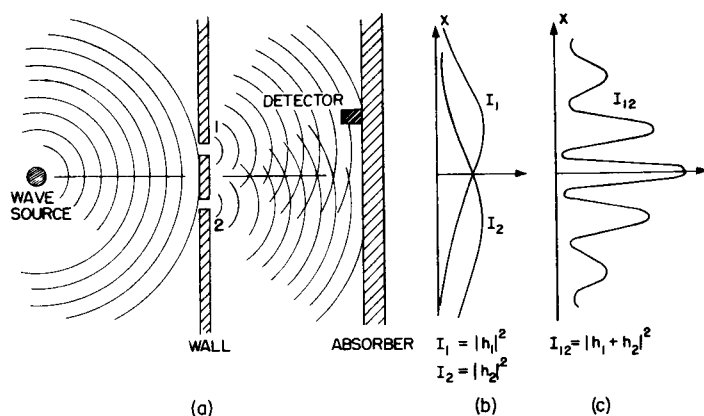 WAVE
SOURCE
1
2
DETECTOR
WALL
ABSORBER
(a)
x
I₁
I₂
I₁ = |h₁|²
I₂ = |h₂|²
(b)
x
I₁₂
I₁₂ = |h₁ + h₂|²
(c)